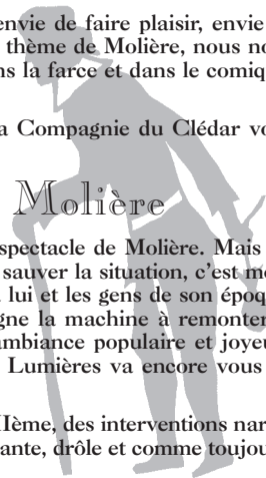 envie de faire plaisir, envie
thème de Molière, nous no
ns la farce et dans le comiq
a Compagnie du Clédar vo
Molière
spectacle de Molière. Mais
sauver la situation, c’est mo
lui et les gens de son époq
gne la machine à remonter
ambiance populaire et joyeu
Lumières va encore vous
Ième, des interventions nar
ante, drôle et comme toujou